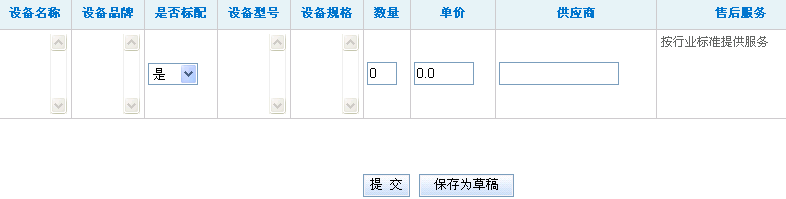 设备名称 设备品牌 是否标配 设备型号 设备规格 数量 单价 供应商 售后服务
按行业标准提供服务
是 0 0.0
提 交 保存为草稿